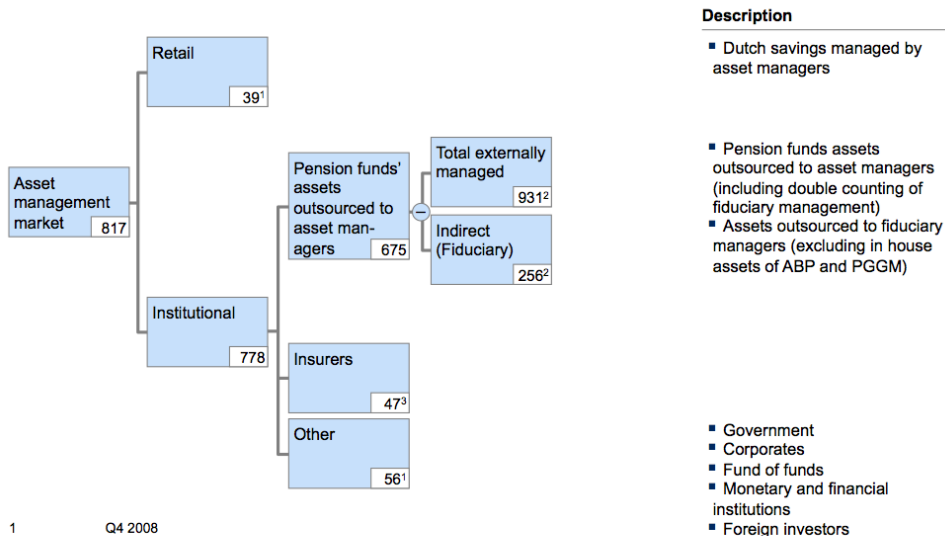 Description
Retail
39¹
▪ Dutch savings managed by
asset managers
Asset
management
market
817
Pension funds'
assets
outsourced to
asset man-
agers
675
Total externally
managed
931²
−
Indirect
(Fiduciary)
256²
▪ Pension funds assets
outsourced to asset managers
(including double counting of
fiduciary management)
▪ Assets outsourced to fiduciary
managers (excluding in house
assets of ABP and PGGM)
Institutional
778
Insurers
47³
Other
56¹
▪ Government
▪ Corporates
▪ Fund of funds
▪ Monetary and financial
institutions
▪ Foreign investors
1 Q4 2008